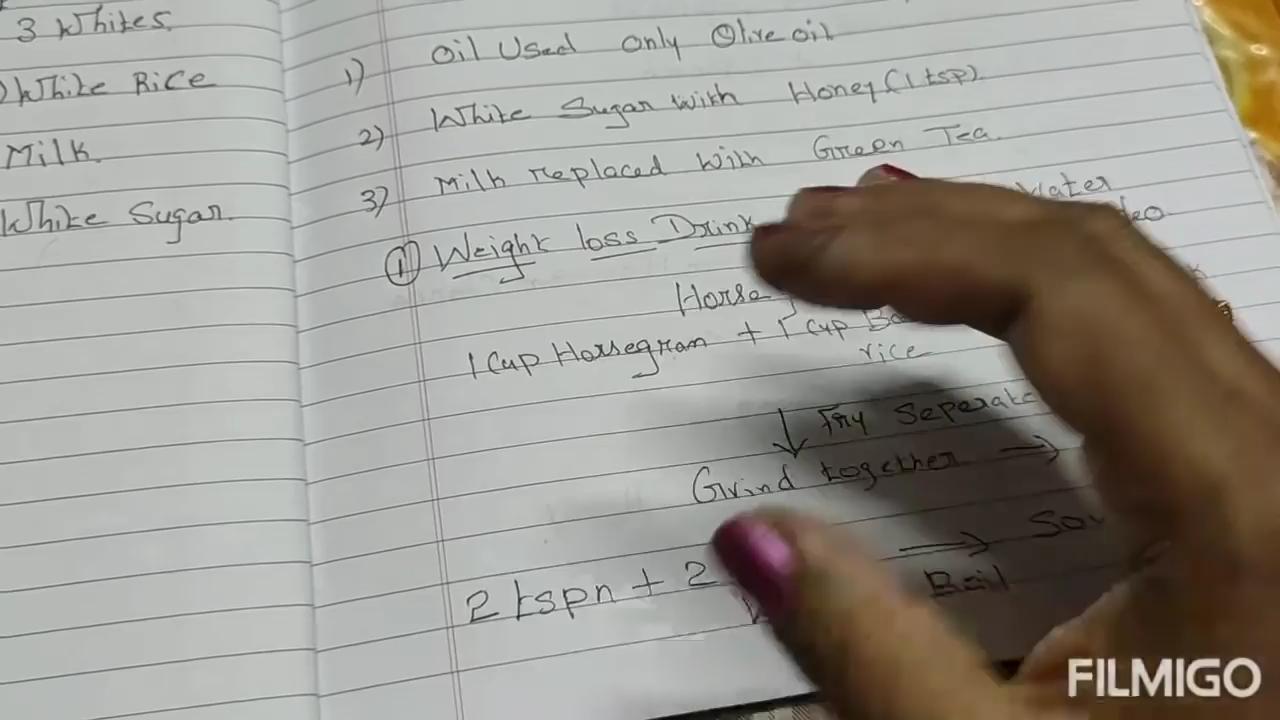 3 Whites
White Rice
Milk
White Sugar
1) Oil Used Only Olive oil
2) White Sugar with Honey (1 tsp)
3) Milk replaced with Green Tea
① Weight loss Drink Water
Horse
1 Cup Horsegram + 1 Cup
rice
↓ Fry Seperate
Grind together →
2 tspn + 2 →
Boil
FILMIGO